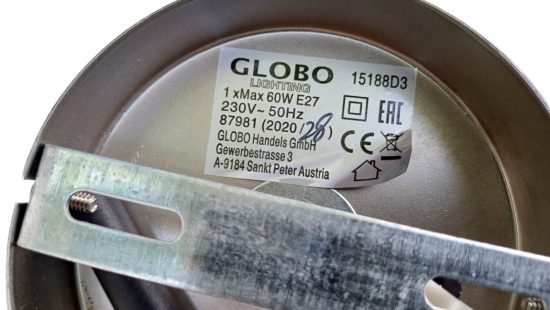 GLOBO 15188D3
LIGHTING
1 xMax 60W E27
230V~ 50Hz
EAC
87981 (2020/28)
CE
GLOBO Handels GmbH
Gewerbestrasse 3
A-9184 Sankt Peter Austria